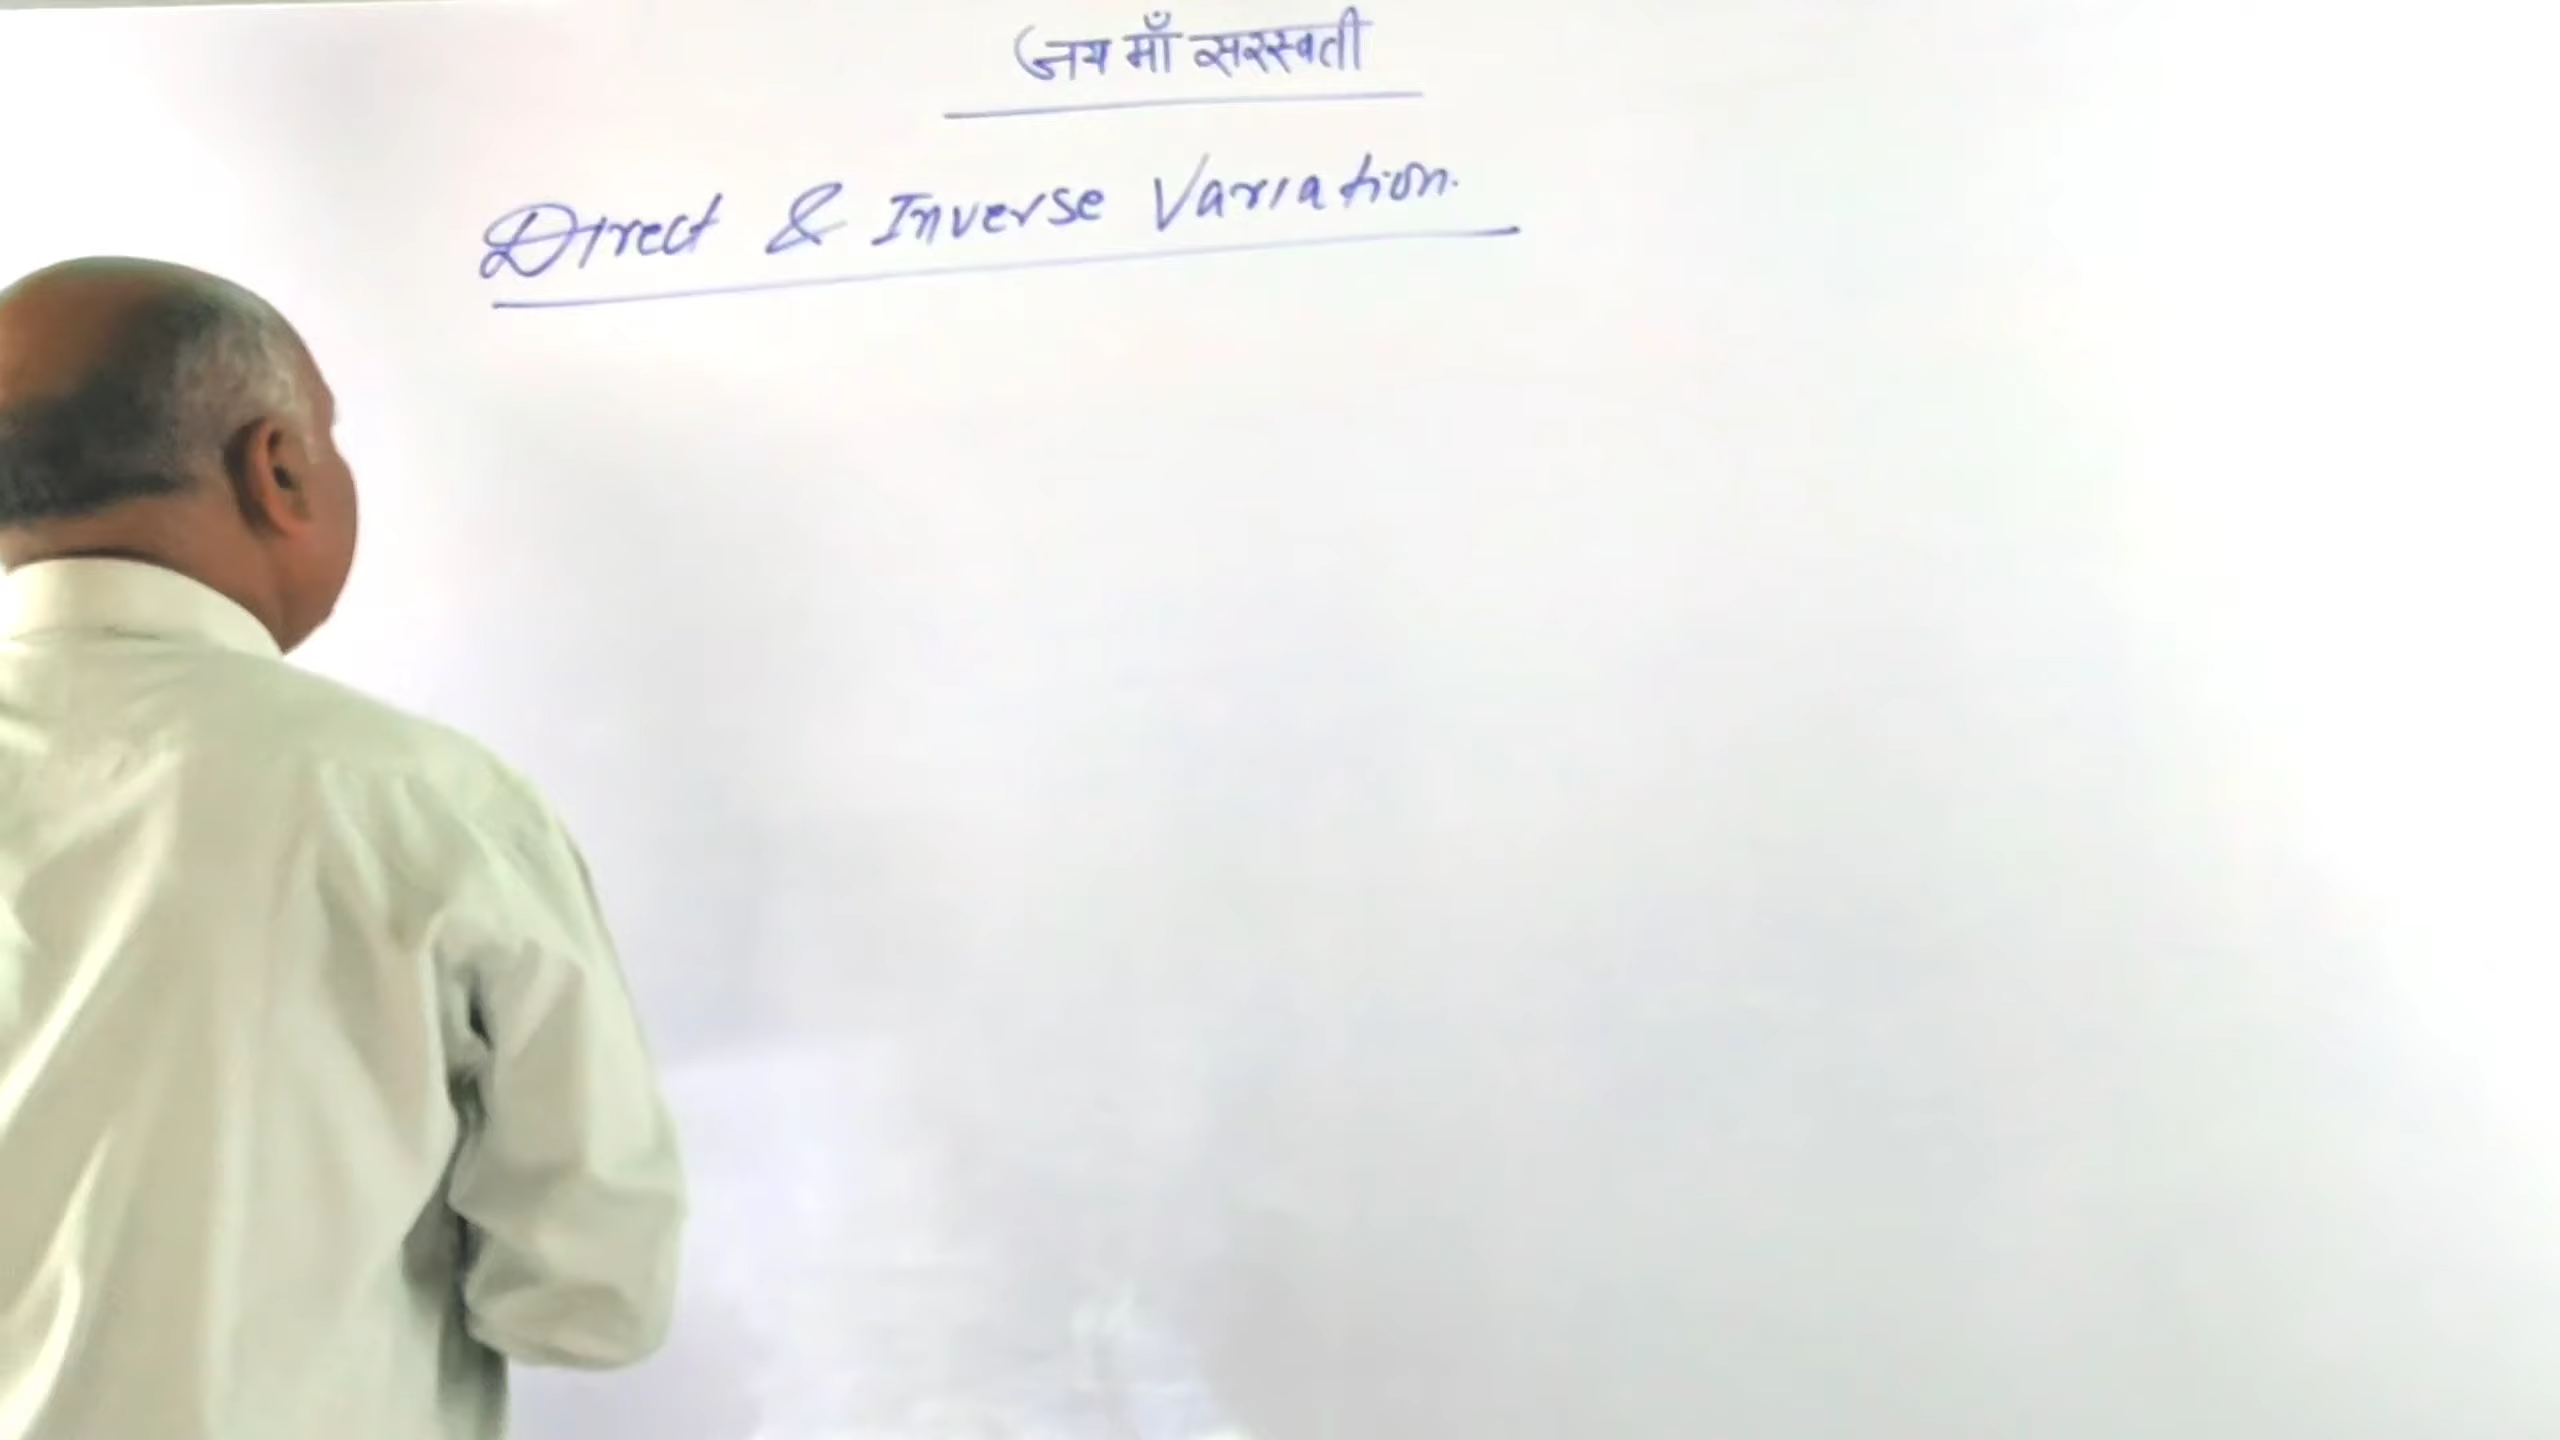 जय माँ सरस्वती
Direct & Inverse Variation.